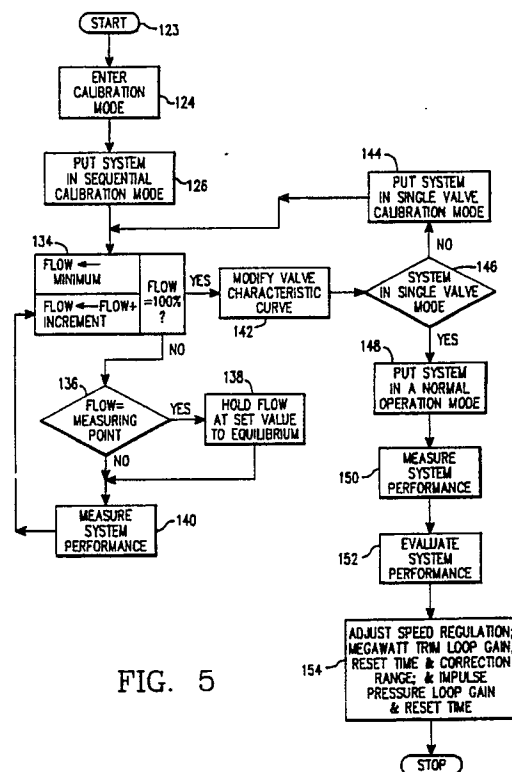 START
123
ENTER
CALIBRATION
MODE
124
PUT SYSTEM
IN SEQUENTIAL
CALIBRATION MODE
126
134
FLOW ←
MINIMUM
FLOW ←FLOW+
INCREMENT
FLOW
=100%
?
YES
NO
MODIFY VALVE
CHARACTERISTIC
CURVE
142
144
PUT SYSTEM
IN SINGLE VALVE
CALIBRATION MODE
NO
146
SYSTEM
IN SINGLE VALVE
MODE
YES
136
FLOW=
MEASURING
POINT
YES
NO
138
HOLD FLOW
AT SET VALUE
TO EQUILIBRIUM
MEASURE
SYSTEM
PERFORMANCE
140
148
PUT SYSTEM
IN A NORMAL
OPERATION MODE
150
MEASURE
SYSTEM
PERFORMANCE
152
EVALUATE
SYSTEM
PERFORMANCE
154
ADJUST SPEED REGULATION;
MEGAWATT TRIM LOOP GAIN,
RESET TIME & CORRECTION
RANGE; & IMPULSE
PRESSURE LOOP GAIN
& RESET TIME
STOP
FIG. 5